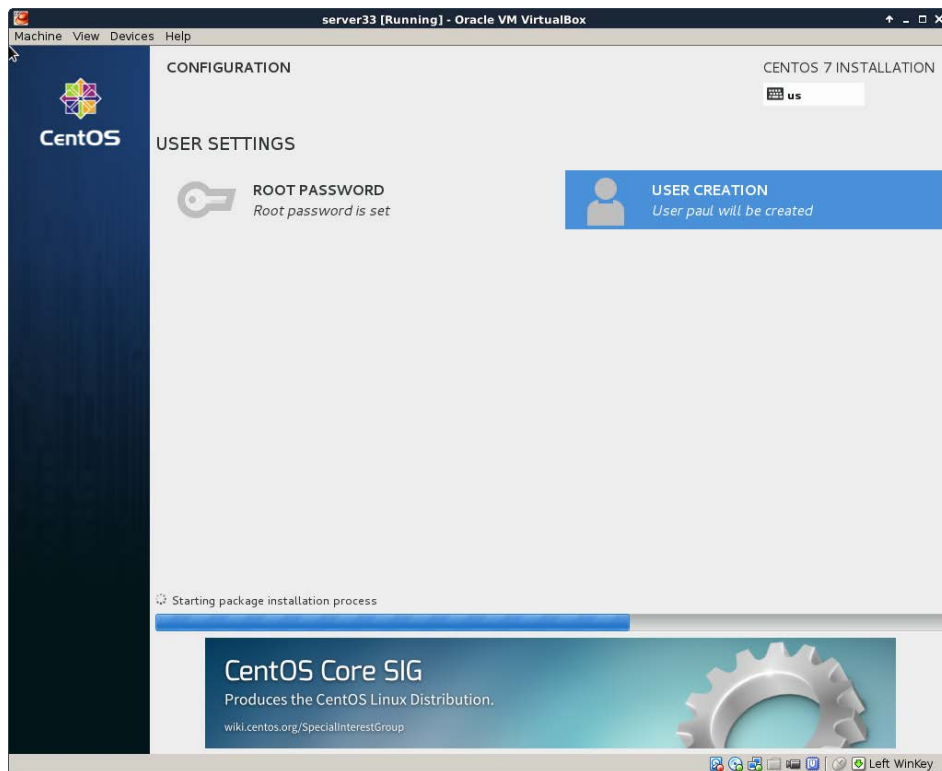 server33 [Running] - Oracle VM VirtualBox
Machine View Devices Help
CONFIGURATION
CENTOS 7 INSTALLATION
us
CentOS
USER SETTINGS
ROOT PASSWORD
Root password is set
USER CREATION
User paul will be created
Starting package installation process
CentOS Core SIG
Produces the CentOS Linux Distribution.
wiki.centos.org/SpecialInterestGroup
Left WinKey